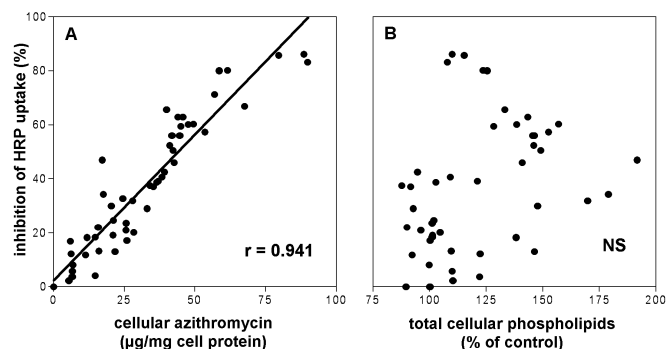 A
B
inhibition of HRP uptake (%)
100
80
60
40
20
0
r = 0.941
NS
0
25
50
75
100
75
100
125
150
175
200
cellular azithromycin
(µg/mg cell protein)
total cellular phospholipids
(% of control)